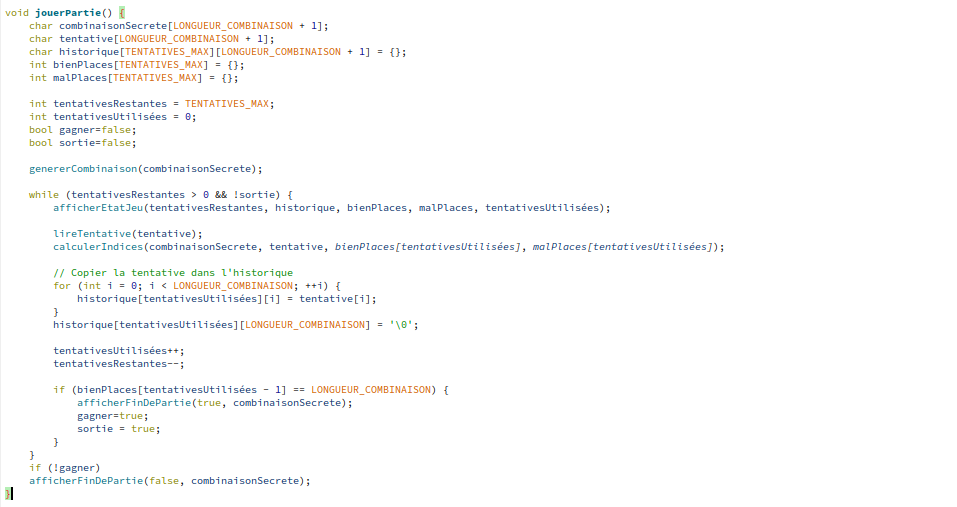 void jouerPartie() {
    char combinaisonSecrete[LONGUEUR_COMBINAISON + 1];
    char tentative[LONGUEUR_COMBINAISON + 1];
    char historique[TENTATIVES_MAX][LONGUEUR_COMBINAISON + 1] = {};
    int bienPlaces[TENTATIVES_MAX] = {};
    int malPlaces[TENTATIVES_MAX] = {};

    int tentativesRestantes = TENTATIVES_MAX;
    int tentativesUtilisées = 0;
    bool gagner=false;
    bool sortie=false;

    genererCombinaison(combinaisonSecrete);

    while (tentativesRestantes > 0 && !sortie) {
        afficherEtatJeu(tentativesRestantes, historique, bienPlaces, malPlaces, tentativesUtilisées);

        lireTentative(tentative);
        calculerIndices(combinaisonSecrete, tentative, bienPlaces[tentativesUtilisées], malPlaces[tentativesUtilisées]);

        // Copier la tentative dans l'historique
        for (int i = 0; i < LONGUEUR_COMBINAISON; ++i) {
            historique[tentativesUtilisées][i] = tentative[i];
        }
        historique[tentativesUtilisées][LONGUEUR_COMBINAISON] = '\0';

        tentativesUtilisées++;
        tentativesRestantes--;

        if (bienPlaces[tentativesUtilisées - 1] == LONGUEUR_COMBINAISON) {
            afficherFinDePartie(true, combinaisonSecrete);
            gagner=true;
            sortie = true;
        }
    }
    if (!gagner)
    afficherFinDePartie(false, combinaisonSecrete);
}